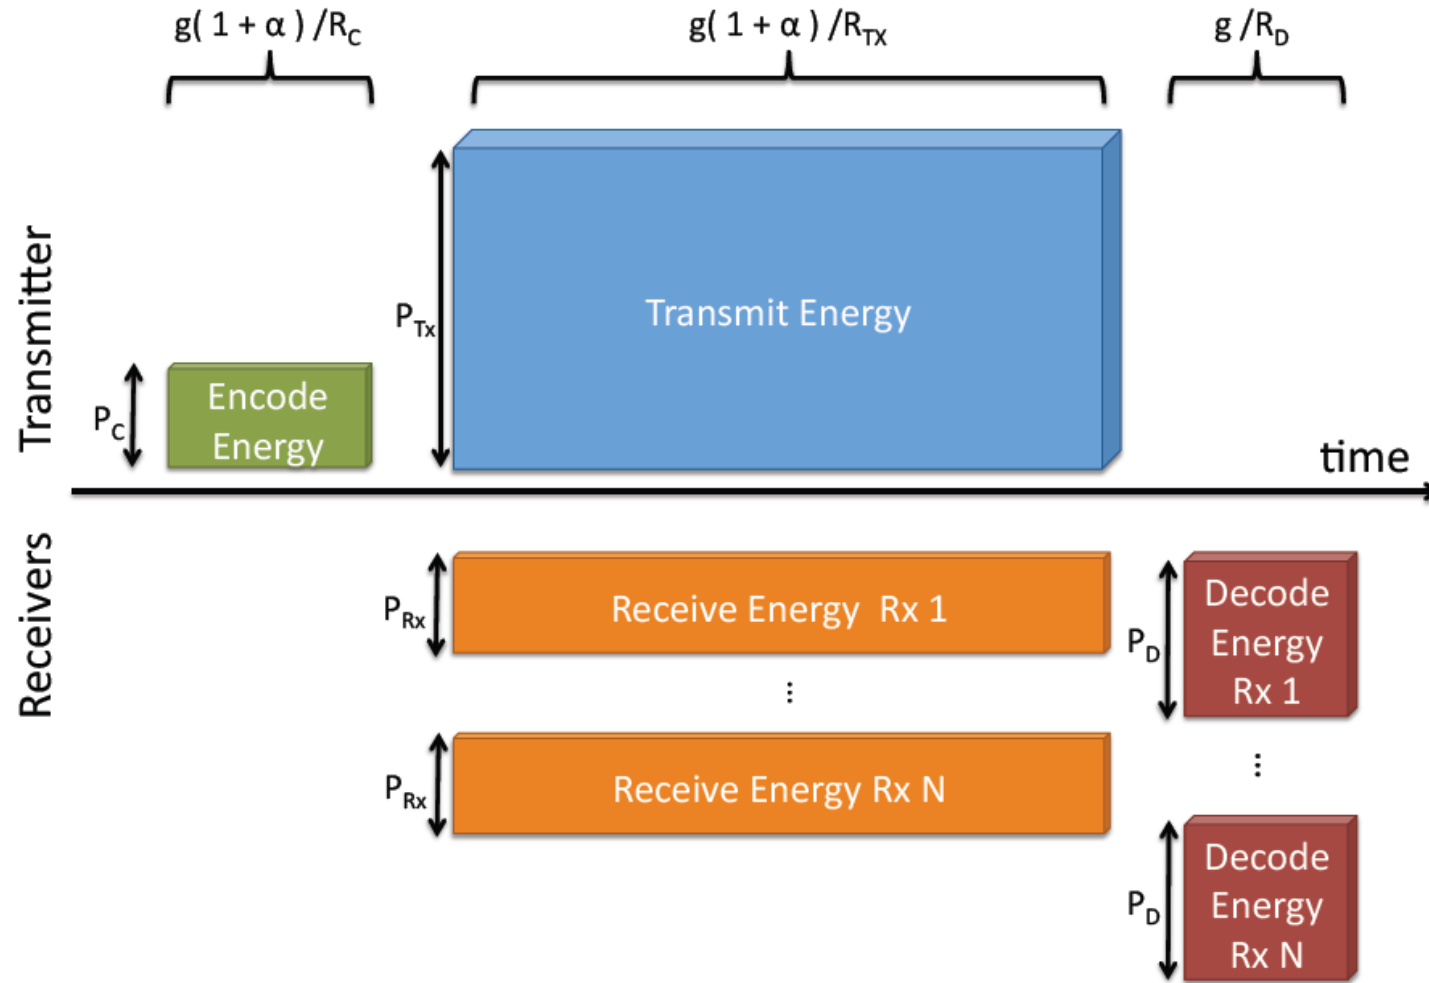 g( 1 + α ) /R_C
g( 1 + α ) /R_TX
g /R_D
Transmitter
P_C
Encode
Energy
P_Tx
Transmit Energy
time
Receivers
P_Rx
Receive Energy Rx 1
P_D
Decode
Energy
Rx 1
...
P_Rx
Receive Energy Rx N
...
P_D
Decode
Energy
Rx N